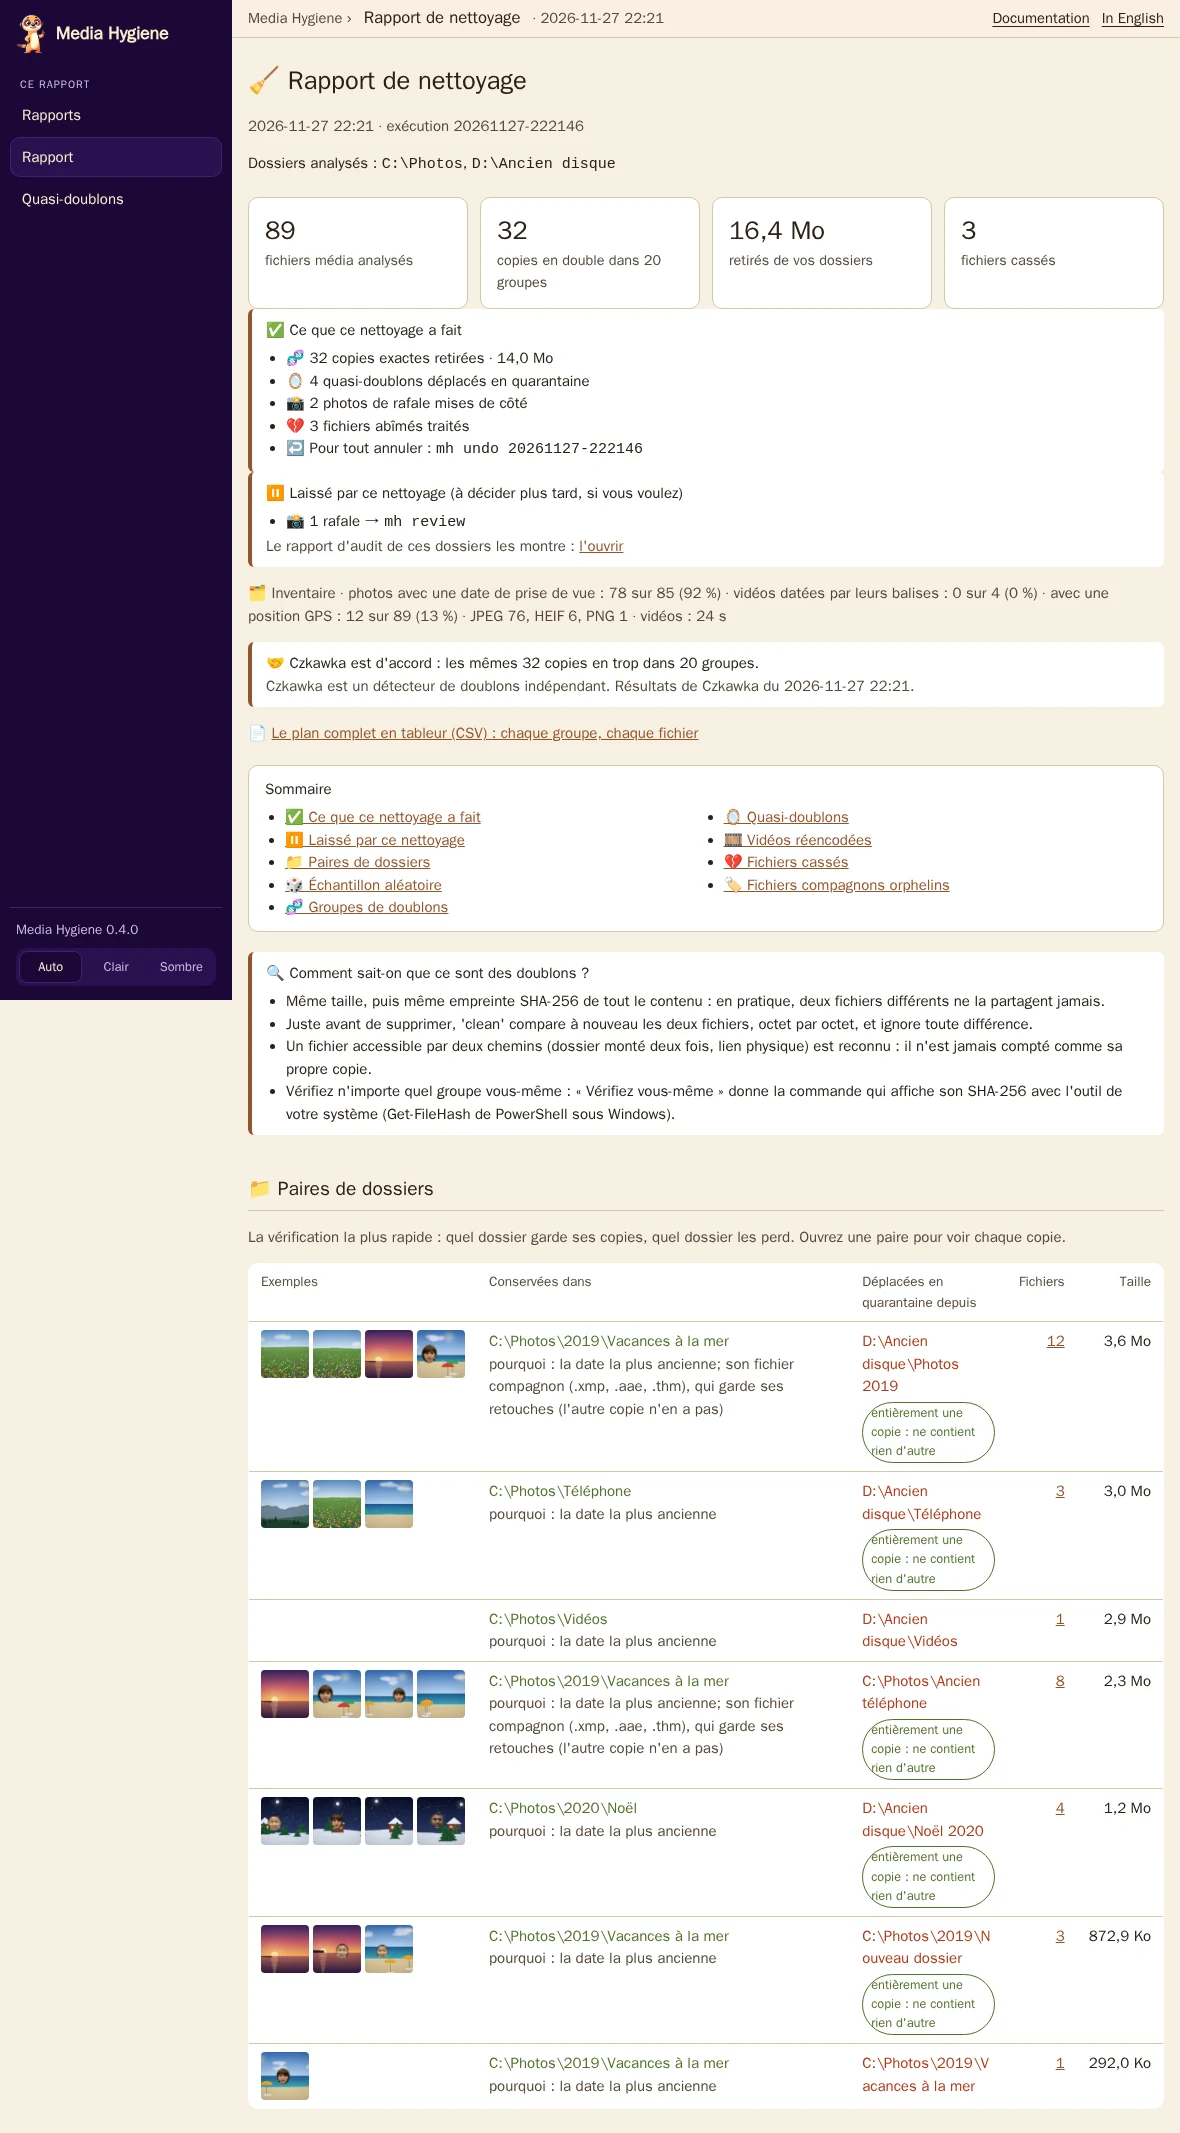 Media Hygiene
CE RAPPORT
Rapports
Rapport
Quasi-doublons
Media Hygiene 0.4.0
Auto Clair Sombre
Media Hygiene › Rapport de nettoyage · 2026-11-27 22:21
Documentation In English
🧹 Rapport de nettoyage
2026-11-27 22:21 · exécution 20261127-222146
Dossiers analysés : C:\Photos, D:\Ancien disque
89
fichiers média analysés
32
copies en double dans 20
groupes
16,4 Mo
retirés de vos dossiers
3
fichiers cassés
✅ Ce que ce nettoyage a fait
🧬 32 copies exactes retirées · 14,0 Mo
🪞 4 quasi-doublons déplacés en quarantaine
📸 2 photos de rafale mises de côté
💔 3 fichiers abîmés traités
↩️ Pour tout annuler : mh undo 20261127-222146
⏸️ Laissé par ce nettoyage (à décider plus tard, si vous voulez)
📸 1 rafale → mh review
Le rapport d'audit de ces dossiers les montre : l'ouvrir
🗂️ Inventaire · photos avec une date de prise de vue : 78 sur 85 (92 %) · vidéos datées par leurs balises : 0 sur 4 (0 %) · avec une
position GPS : 12 sur 89 (13 %) · JPEG 76, HEIF 6, PNG 1 · vidéos : 24 s
🤝 Czkawka est d'accord : les mêmes 32 copies en trop dans 20 groupes.
Czkawka est un détecteur de doublons indépendant. Résultats de Czkawka du 2026-11-27 22:21.
📄 Le plan complet en tableur (CSV) : chaque groupe, chaque fichier
Sommaire
✅ Ce que ce nettoyage a fait
⏸️ Laissé par ce nettoyage
📁 Paires de dossiers
🎲 Échantillon aléatoire
🧬 Groupes de doublons
🪞 Quasi-doublons
🎞️ Vidéos réencodées
💔 Fichiers cassés
🏷️ Fichiers compagnons orphelins
🔍 Comment sait-on que ce sont des doublons ?
Même taille, puis même empreinte SHA-256 de tout le contenu : en pratique, deux fichiers différents ne la partagent jamais.
Juste avant de supprimer, 'clean' compare à nouveau les deux fichiers, octet par octet, et ignore toute différence.
Un fichier accessible par deux chemins (dossier monté deux fois, lien physique) est reconnu : il n'est jamais compté comme sa
propre copie.
Vérifiez n'importe quel groupe vous-même : « Vérifiez vous-même » donne la commande qui affiche son SHA-256 avec l'outil de
votre système (Get-FileHash de PowerShell sous Windows).
📁 Paires de dossiers
La vérification la plus rapide : quel dossier garde ses copies, quel dossier les perd. Ouvrez une paire pour voir chaque copie.
Exemples Conservées dans Déplacées en Fichiers Taille
quarantaine depuis
C:\Photos\2019\Vacances à la mer D:\Ancien 12 3,6 Mo
pourquoi : la date la plus ancienne; son fichier disque\Photos
compagnon (.xmp, .aae, .thm), qui garde ses 2019
retouches (l'autre copie n'en a pas) entièrement une
copie : ne contient
rien d'autre
C:\Photos\Téléphone D:\Ancien 3 3,0 Mo
pourquoi : la date la plus ancienne disque\Téléphone
entièrement une
copie : ne contient
rien d'autre
C:\Photos\Vidéos D:\Ancien 1 2,9 Mo
pourquoi : la date la plus ancienne disque\Vidéos
C:\Photos\2019\Vacances à la mer C:\Photos\Ancien 8 2,3 Mo
pourquoi : la date la plus ancienne; son fichier téléphone
compagnon (.xmp, .aae, .thm), qui garde ses entièrement une
retouches (l'autre copie n'en a pas) copie : ne contient
rien d'autre
C:\Photos\2020\Noël D:\Ancien 4 1,2 Mo
pourquoi : la date la plus ancienne disque\Noël 2020
entièrement une
copie : ne contient
rien d'autre
C:\Photos\2019\Vacances à la mer C:\Photos\2019\N 3 872,9 Ko
pourquoi : la date la plus ancienne ouveau dossier
entièrement une
copie : ne contient
rien d'autre
C:\Photos\2019\Vacances à la mer C:\Photos\2019\V 1 292,0 Ko
pourquoi : la date la plus ancienne acances à la mer